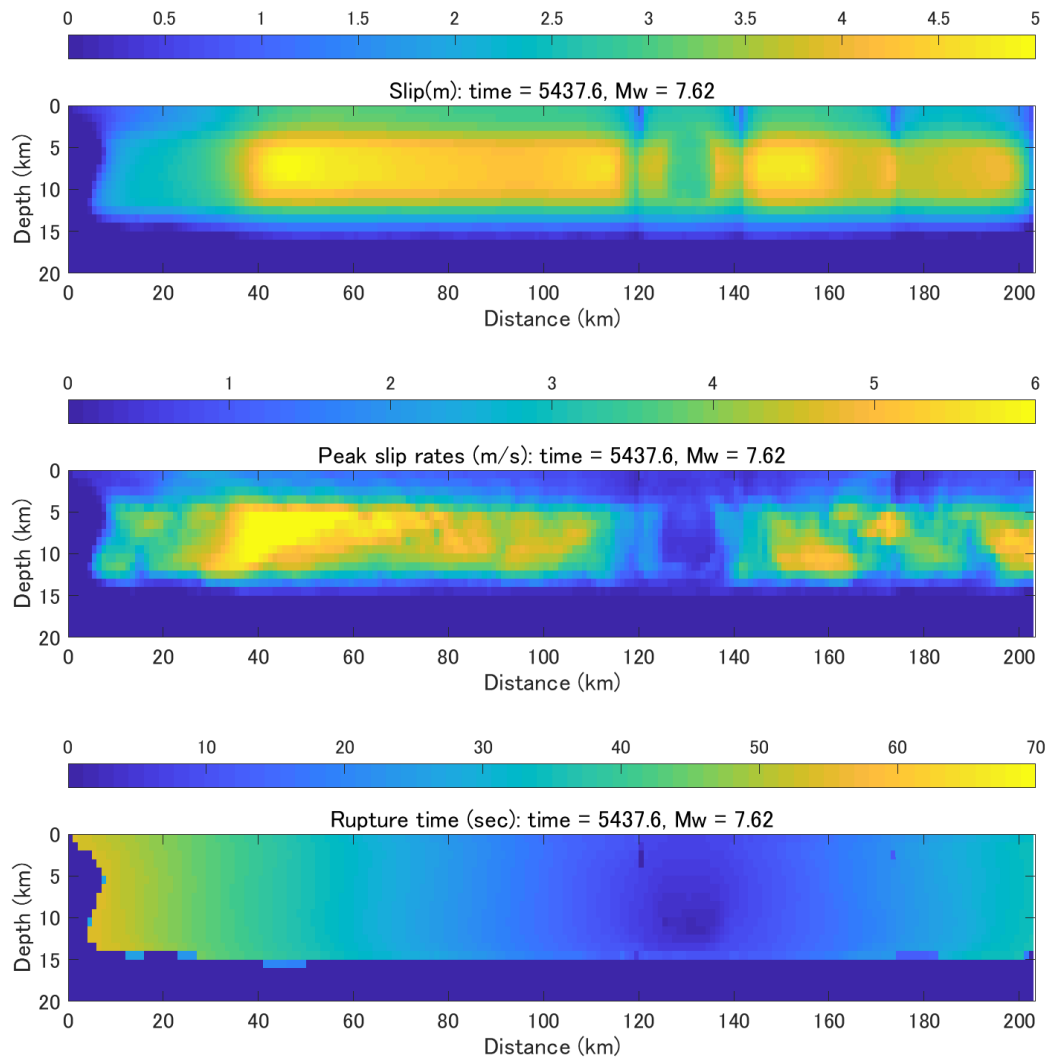 0 0.5 1 1.5 2 2.5 3 3.5 4 4.5 5
Slip(m): time = 5437.6, Mw = 7.62
0
5
10
15
20
Depth (km)
0 20 40 60 80 100 120 140 160 180 200
Distance (km)
0 1 2 3 4 5 6
Peak slip rates (m/s): time = 5437.6, Mw = 7.62
0
5
10
15
20
Depth (km)
0 20 40 60 80 100 120 140 160 180 200
Distance (km)
0 10 20 30 40 50 60 70
Rupture time (sec): time = 5437.6, Mw = 7.62
0
5
10
15
20
Depth (km)
0 20 40 60 80 100 120 140 160 180 200
Distance (km)